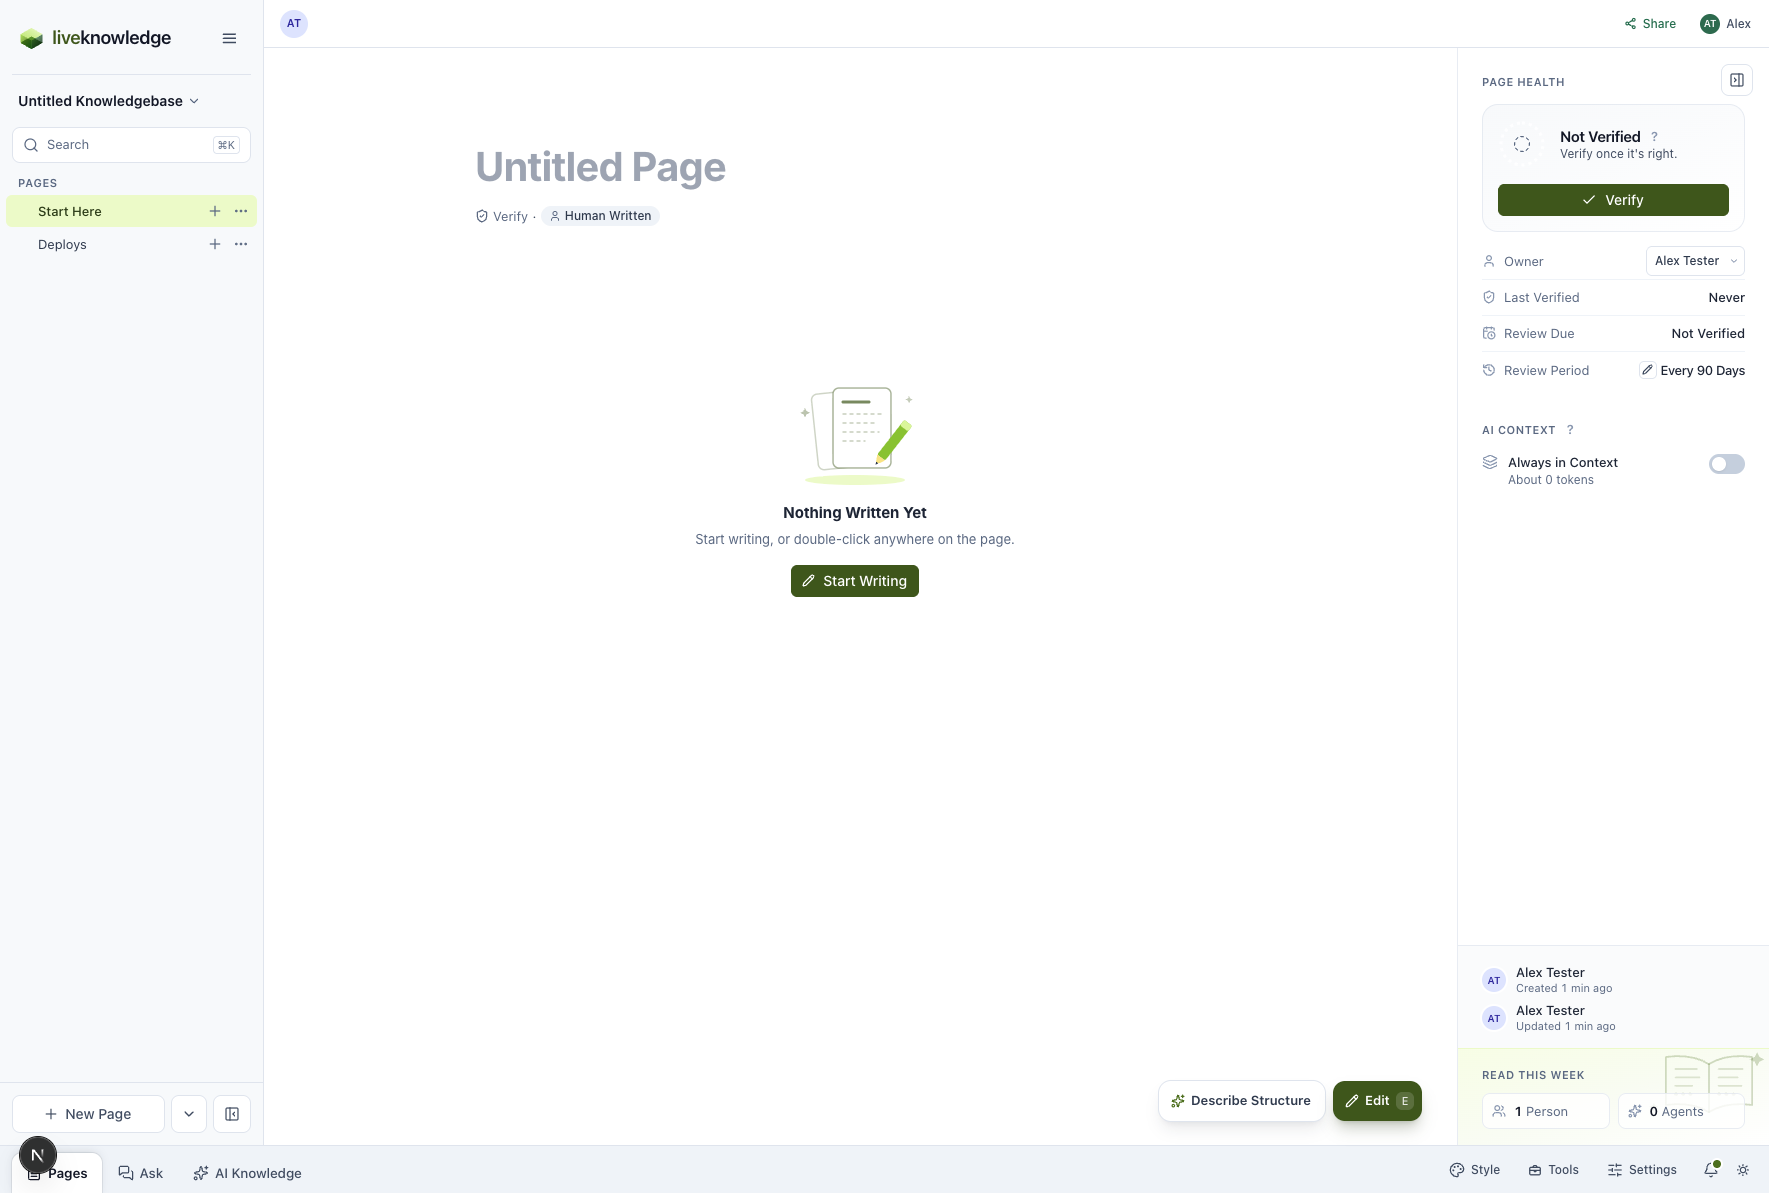 liveknowledge
Untitled Knowledgebase
Search ⌘K
PAGES
Start Here
Deploys
New Page
N
Pages
Ask
AI Knowledge
AT
Share
AT Alex
Untitled Page
Verify · Human Written
Nothing Written Yet
Start writing, or double-click anywhere on the page.
Start Writing
Describe Structure
Edit E
PAGE HEALTH
Not Verified ?
Verify once it's right.
Verify
Owner Alex Tester
Last Verified Never
Review Due Not Verified
Review Period Every 90 Days
AI CONTEXT ?
Always in Context
About 0 tokens
AT Alex Tester
Created 1 min ago
AT Alex Tester
Updated 1 min ago
READ THIS WEEK
1 Person
0 Agents
Style
Tools
Settings